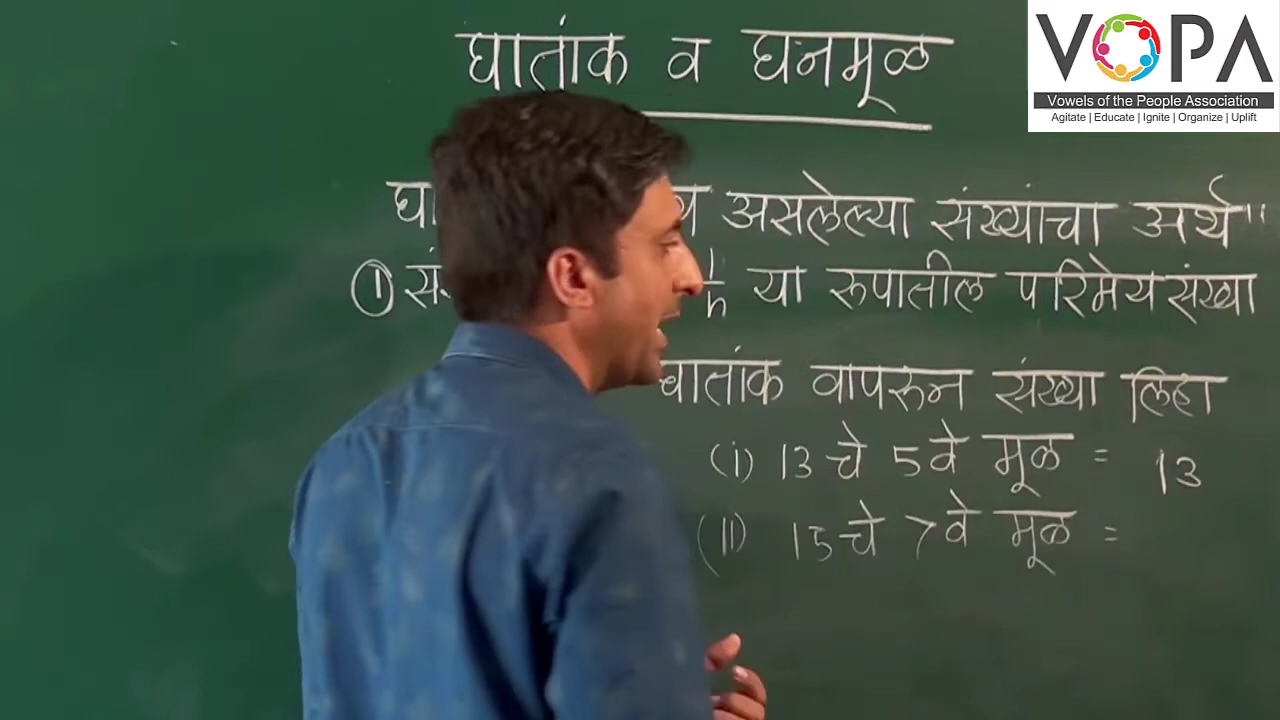 घातांक व घनमूळ
असलेल्या संख्यांचा अर्थ"
① 1/n या रूपातील परिमेय संख्या
घातांक वापरून संख्या लिहा
(i) 13 चे 5 वे मूळ = 13
(II) 15 चे 7 वे मूळ =
VOPA
Vowels of the People Association
Agitate | Educate | Ignite | Organize | Uplift